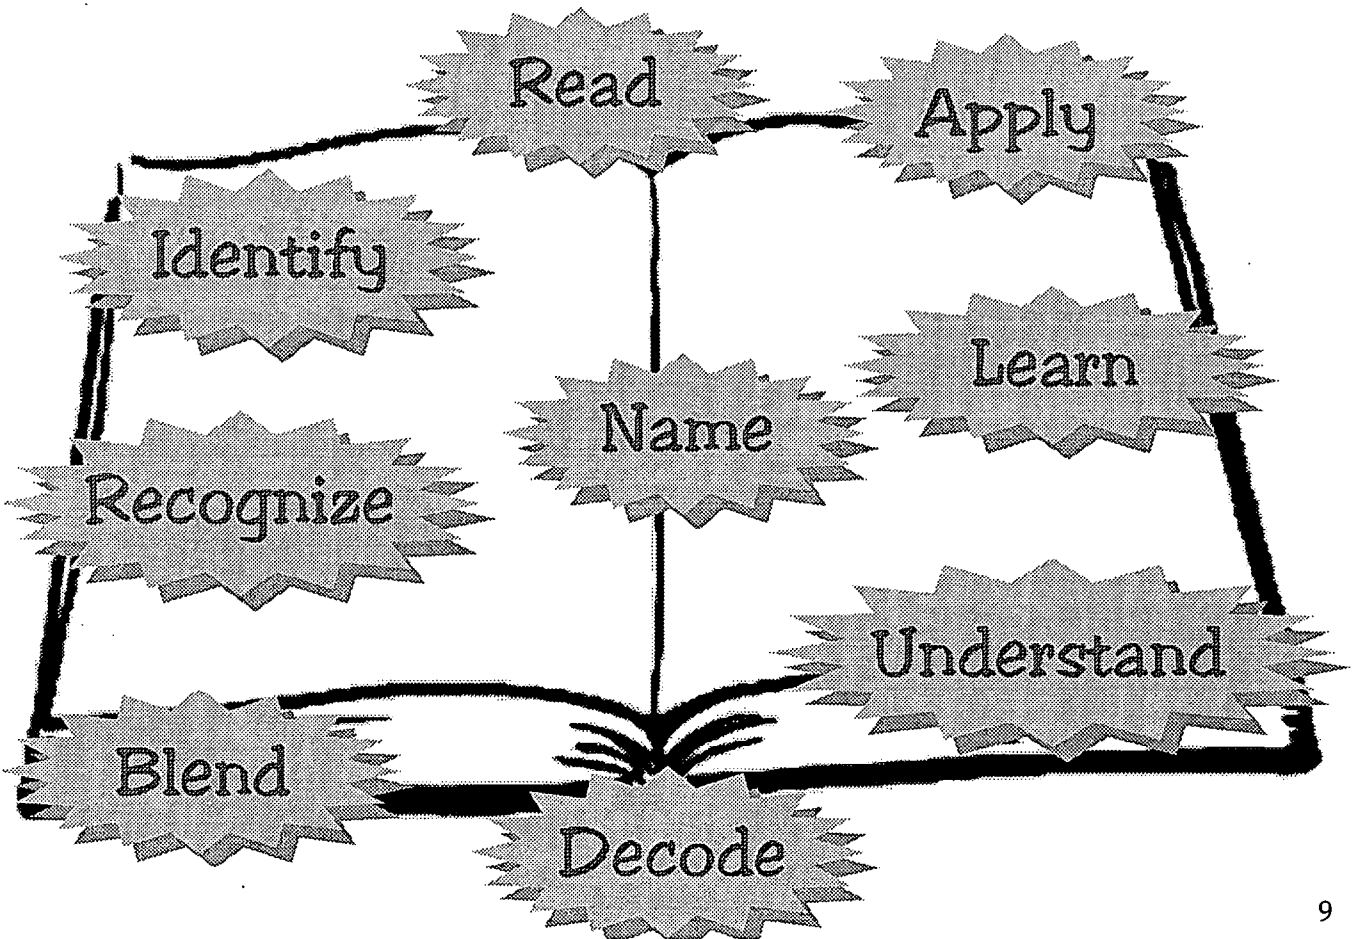 Read
Apply
Identify
Learn
Name
Recognize
Understand
Blend
Decode
9